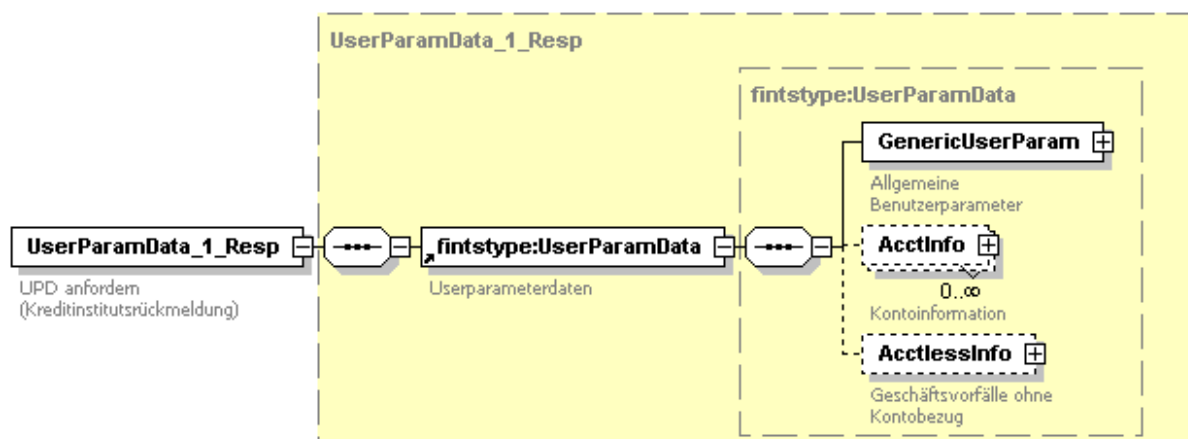 UserParamData_1_Resp
fintstype:UserParamData
GenericUserParam
Allgemeine
Benutzerparameter
UserParamData_1_Resp
UPD anfordern
(Kreditinstitutsrückmeldung)
fintstype:UserParamData
Userparameterdaten
AcctInfo
0..∞
Kontoinformation
AcctlessInfo
Geschäftsvorfälle ohne
Kontobezug